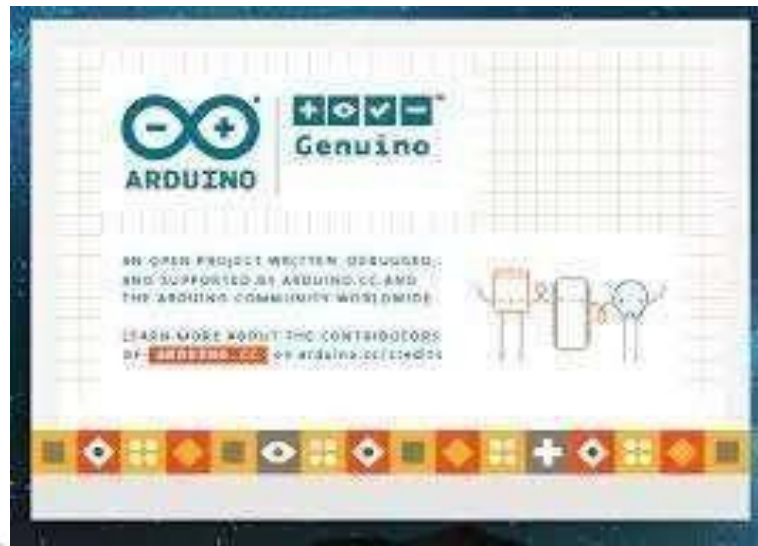 ARDUINO
Genuino
AN OPEN PROJECT WRITTEN, DEBUGGED,
AND SUPPORTED BY ARDUINO.CC AND
THE ARDUINO COMMUNITY WORLDWIDE
LEARN MORE ABOUT THE CONTRIBUTORS
OF ARDUINO.CC on arduino.cc/credits